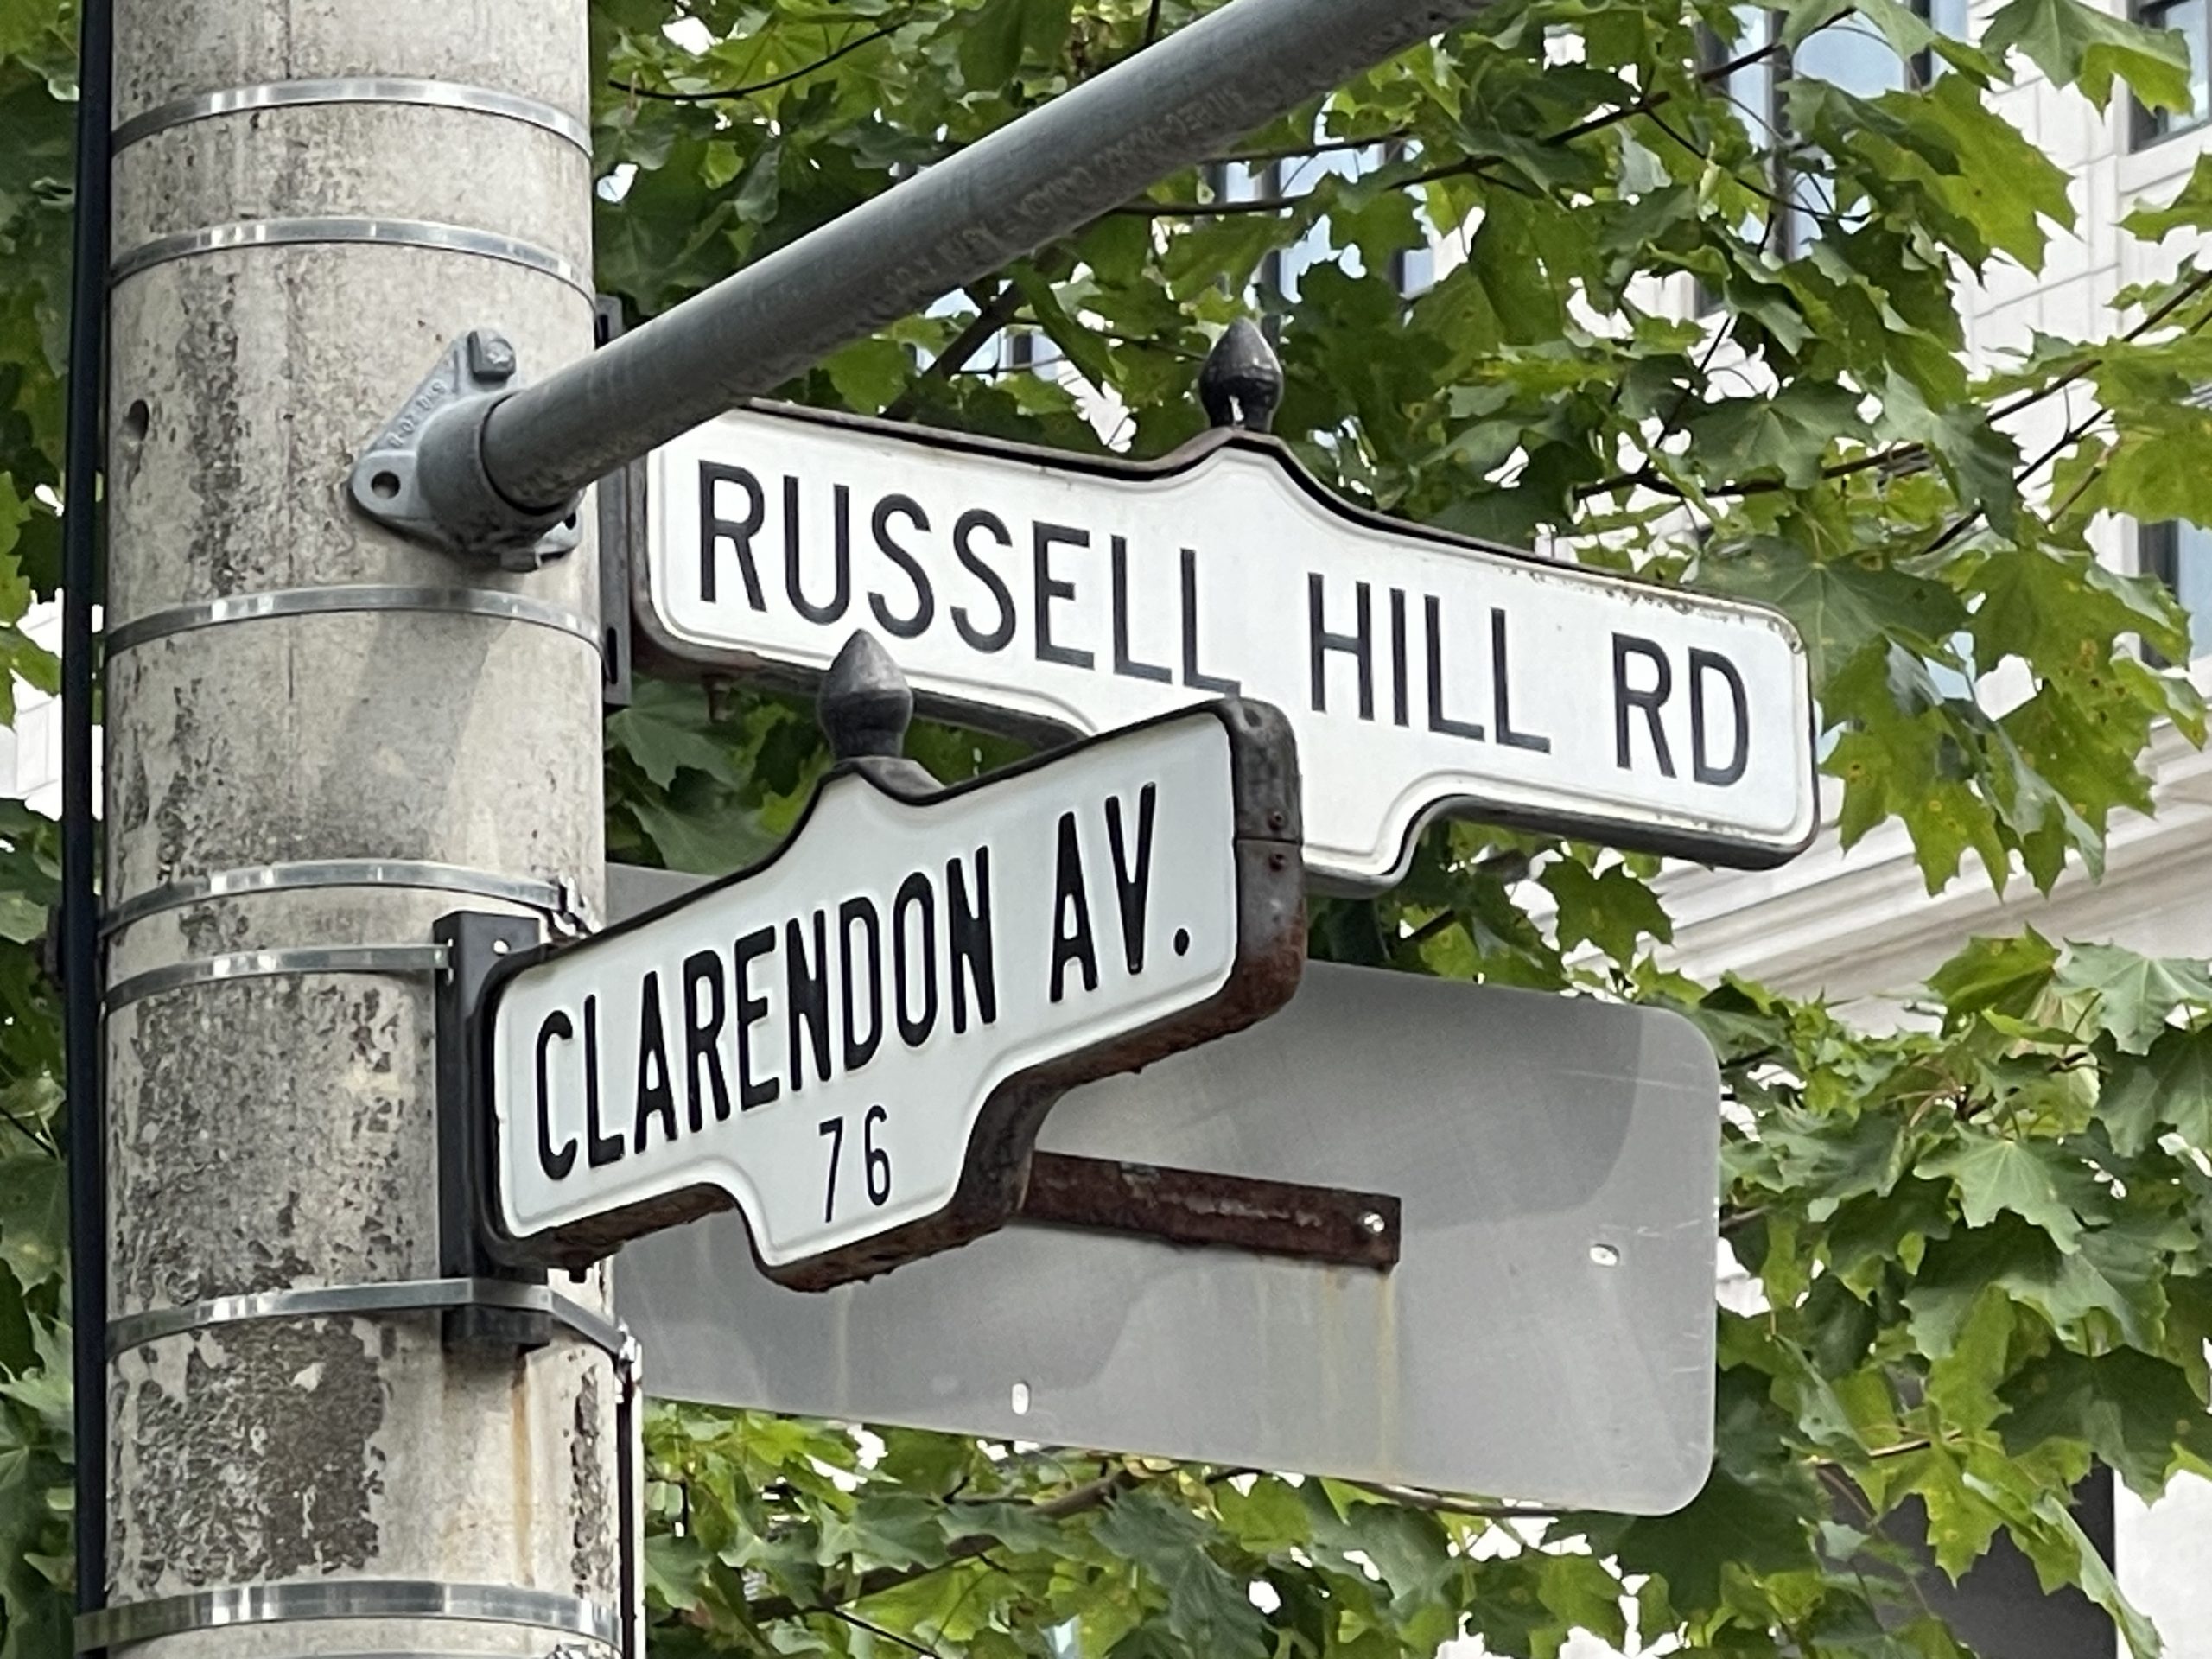 RUSSELL HILL RD
CLARENDON AV.
76